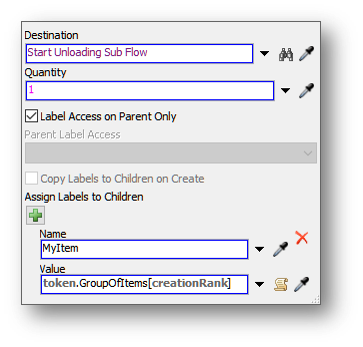 Destination
Start Unloading Sub Flow
Quantity
1
Label Access on Parent Only
Parent Label Access
Copy Labels to Children on Create
Assign Labels to Children
Name
MyItem
Value
token.GroupOfItems[creationRank]